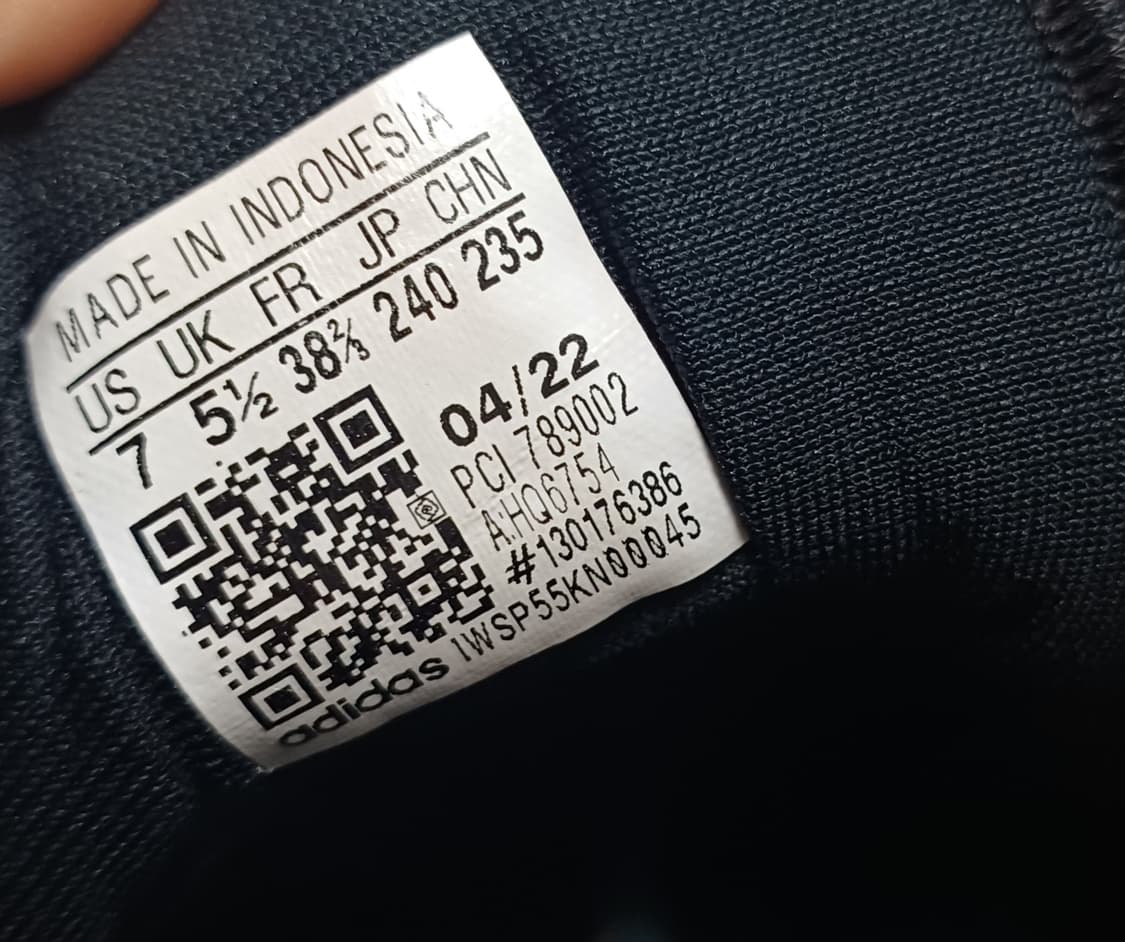 MADE IN INDONESIA
US UK FR JP CHN
7 5½ 38⅔ 240 235
04/22
PCI 789002
A:HQ6754
#130176386
adidas 1WSP55KN00045